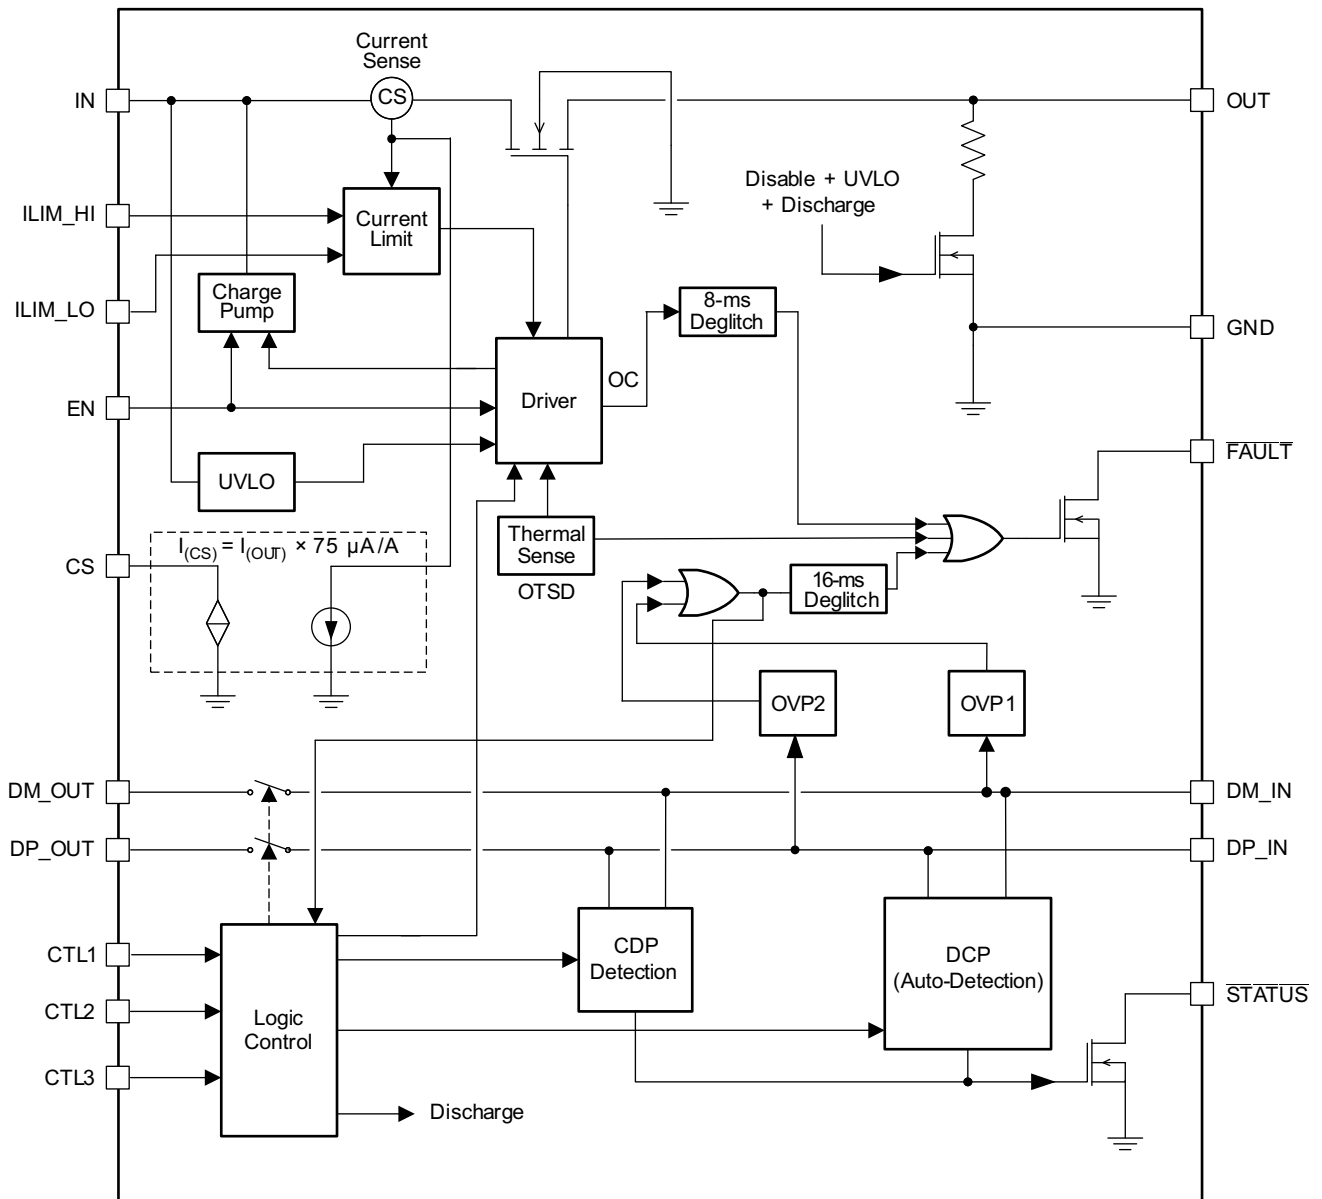 Current
Sense
IN
CS
OUT
Disable + UVLO
+ Discharge
ILIM_HI
Current
Limit
Charge
Pump
8-ms
Deglitch
ILIM_LO
GND
OC
EN
Driver
FAULT
UVLO
Thermal
Sense
I(CS) = I(OUT) × 75 µA/A
CS
OTSD
16-ms
Deglitch
OVP2
OVP1
DM_OUT
DM_IN
DP_OUT
DP_IN
CTL1
CDP
Detection
DCP
(Auto-Detection)
STATUS
CTL2
Logic
Control
CTL3
Discharge